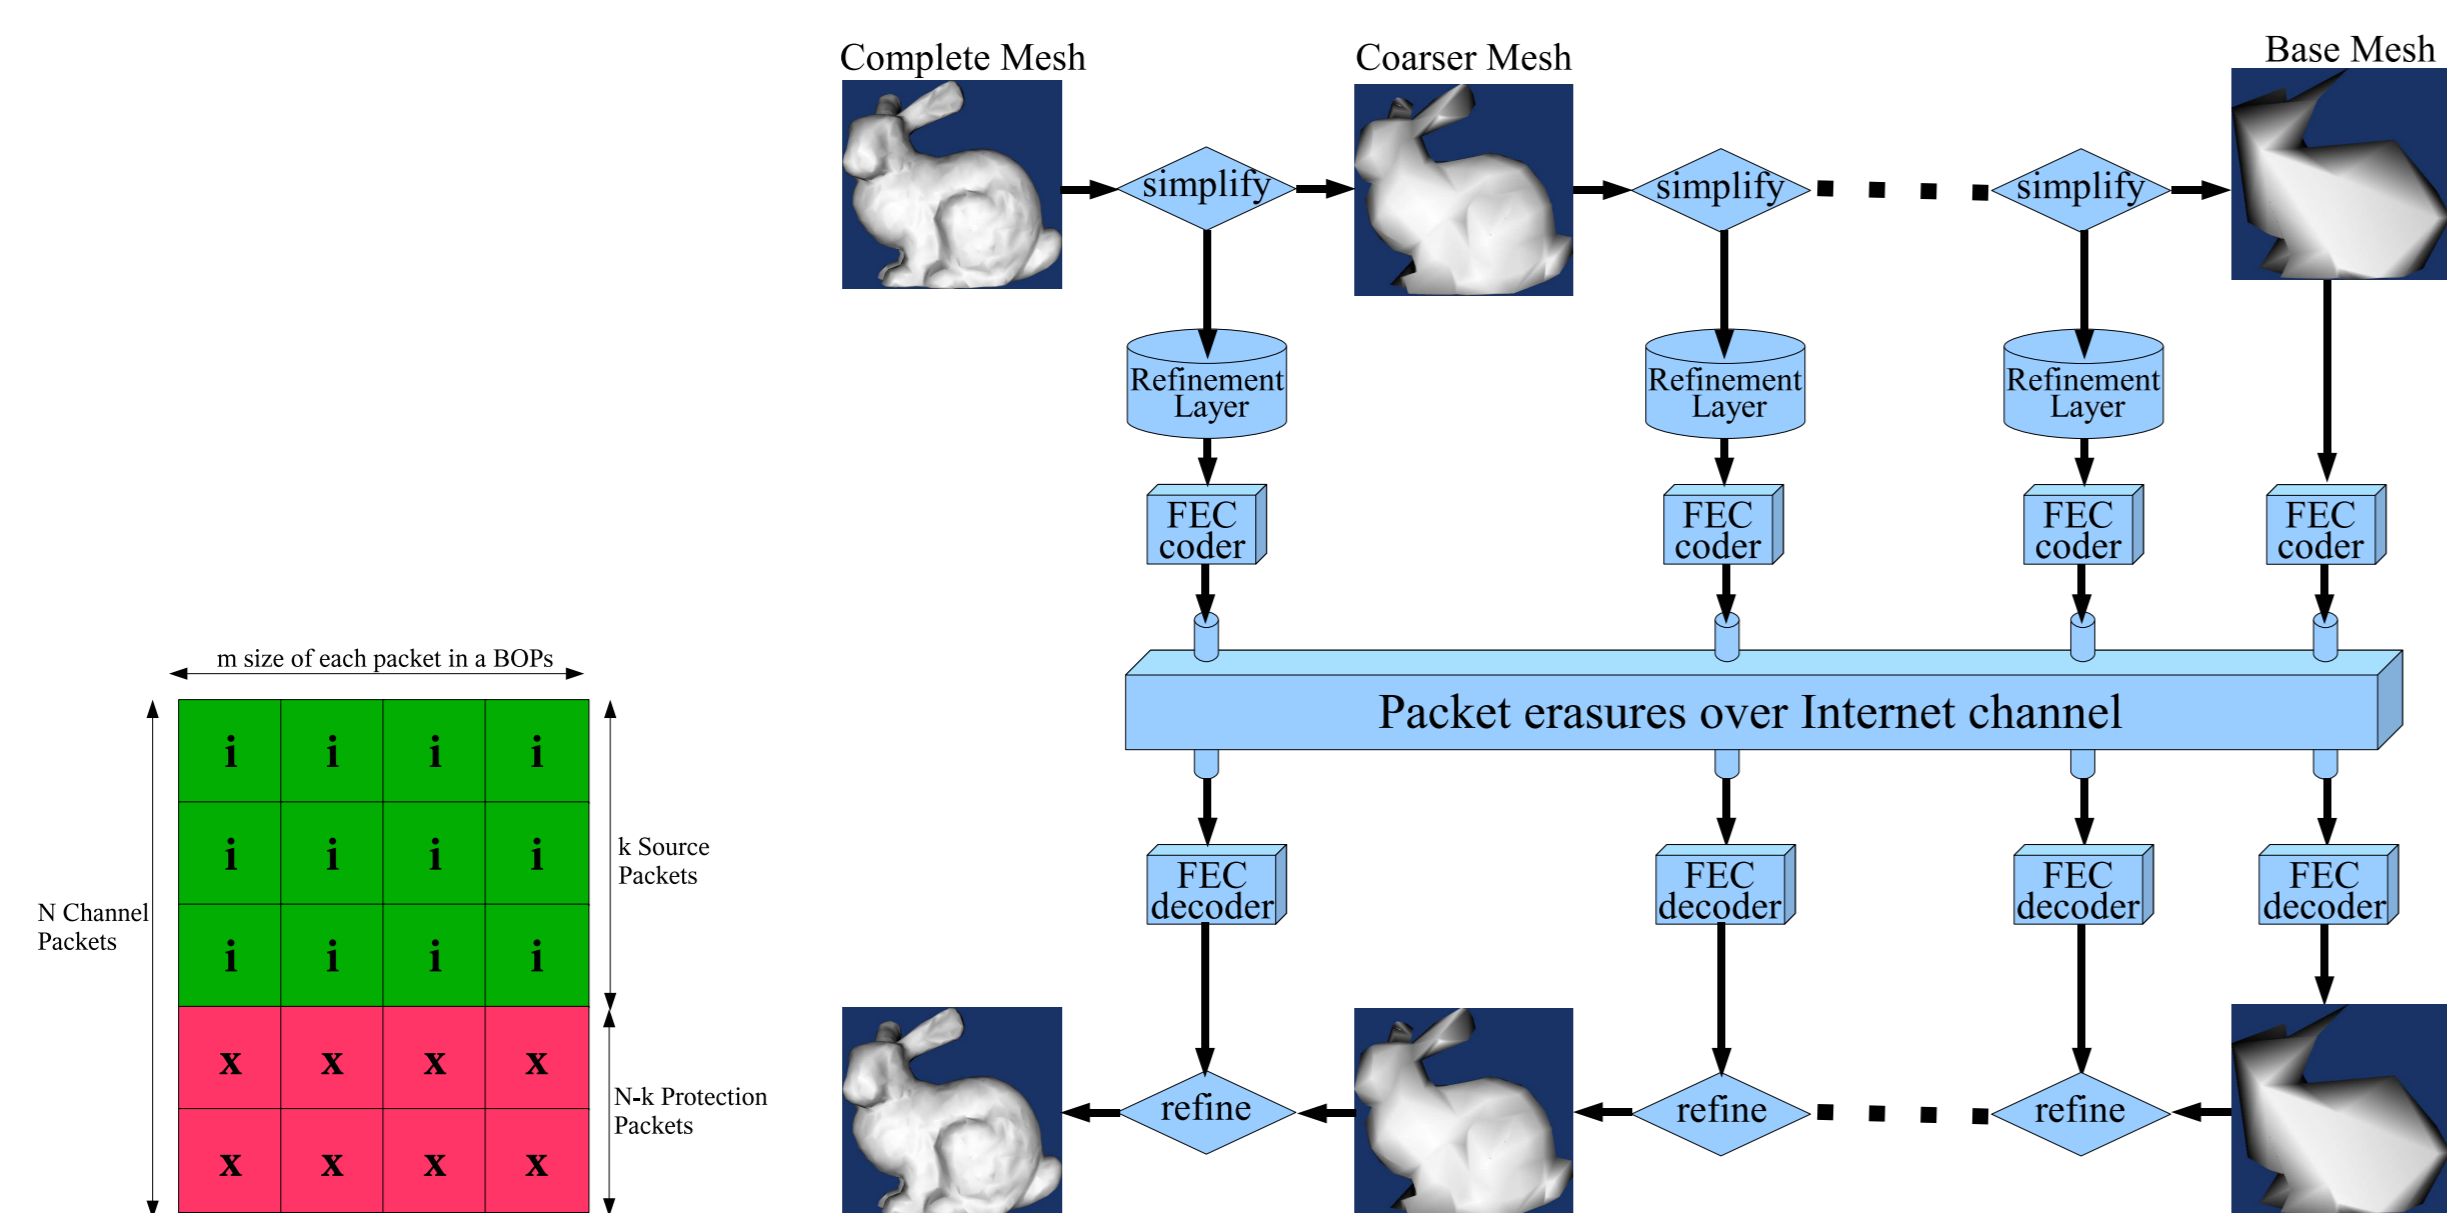 Complete Mesh
Coarser Mesh
Base Mesh
simplify
simplify
simplify
Refinement
Layer
Refinement
Layer
Refinement
Layer
FEC
coder
FEC
coder
FEC
coder
FEC
coder
Packet erasures over Internet channel
FEC
decoder
FEC
decoder
FEC
decoder
FEC
decoder
refine
refine
refine
m size of each packet in a BOPs
i i i i
i i i i
i i i i
x x x x
x x x x
N Channel
Packets
k Source
Packets
N-k Protection
Packets